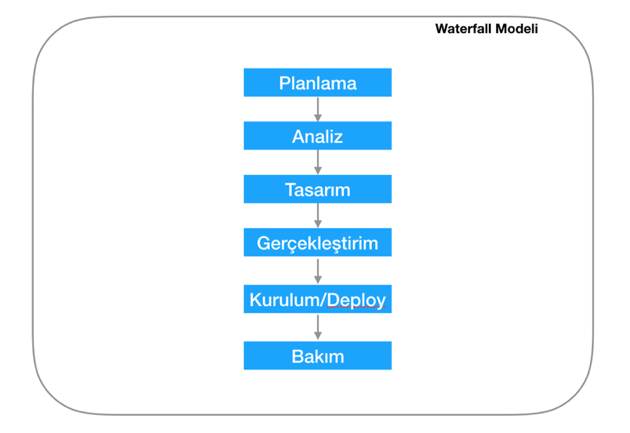 Waterfall Modeli
Planlama
Analiz
Tasarım
Gerçekleştirim
Kurulum/Deploy
Bakım